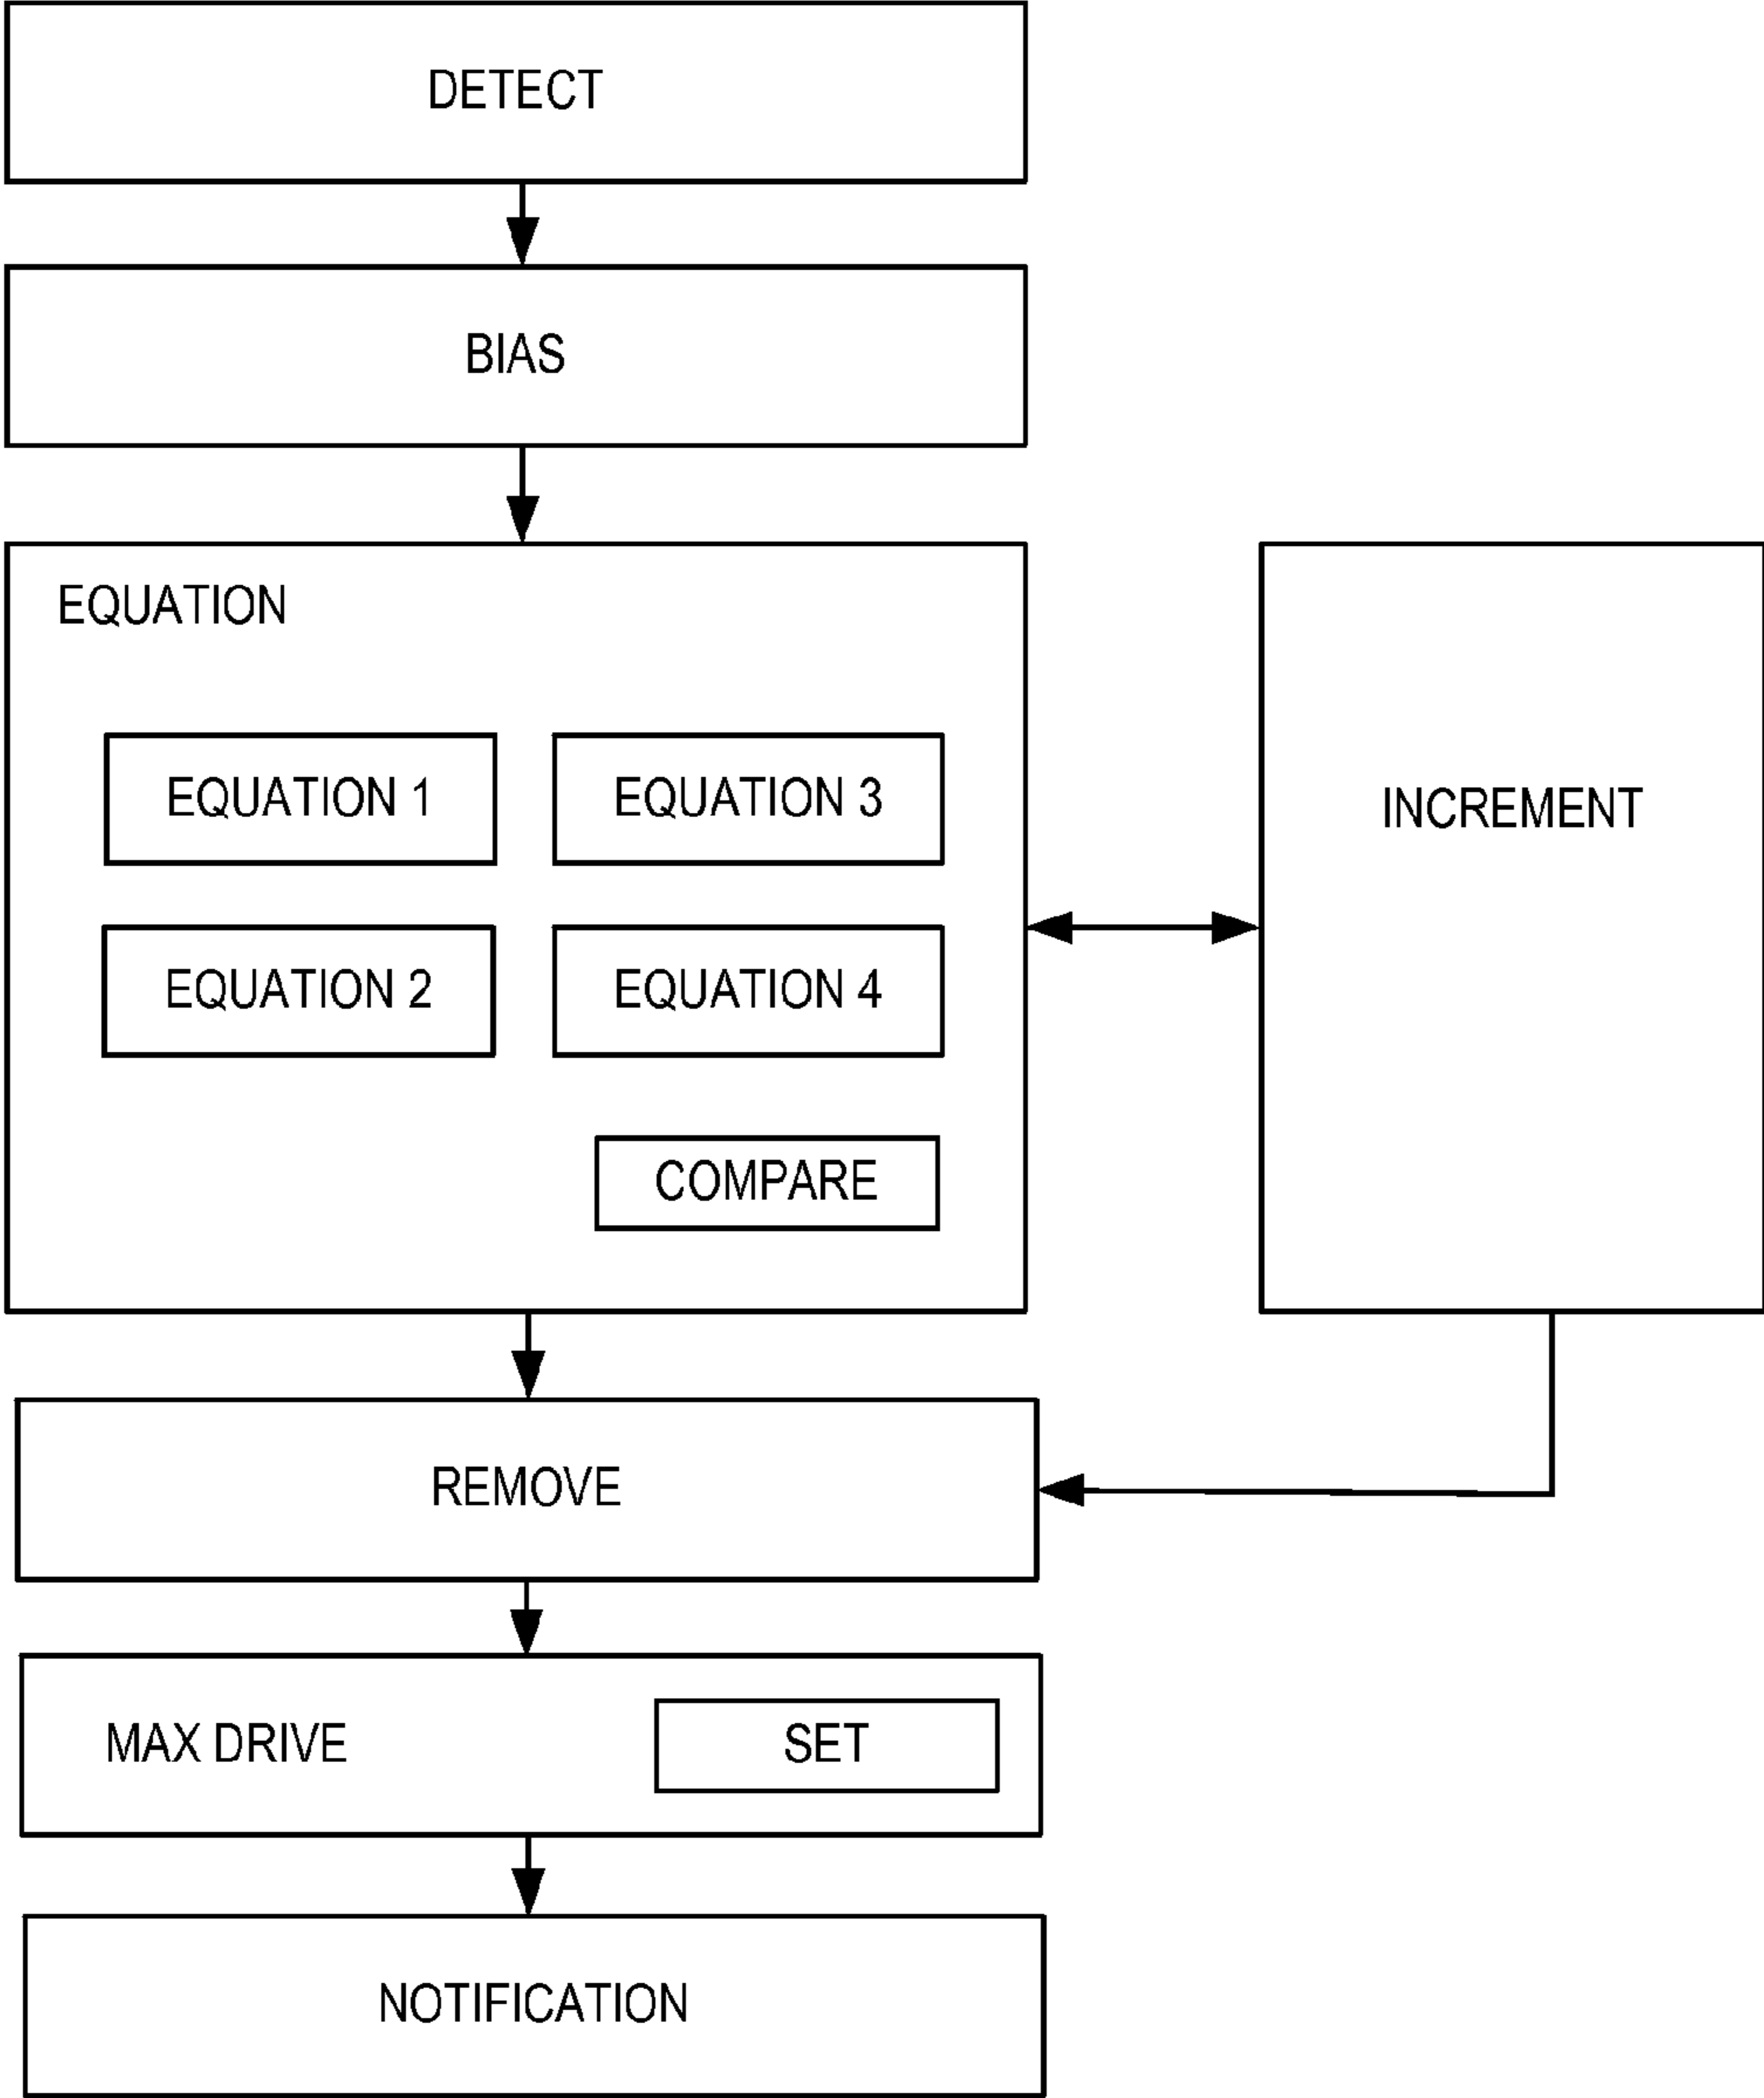 DETECT
BIAS
EQUATION
EQUATION 1
EQUATION 3
INCREMENT
EQUATION 2
EQUATION 4
COMPARE
REMOVE
MAX DRIVE
SET
NOTIFICATION